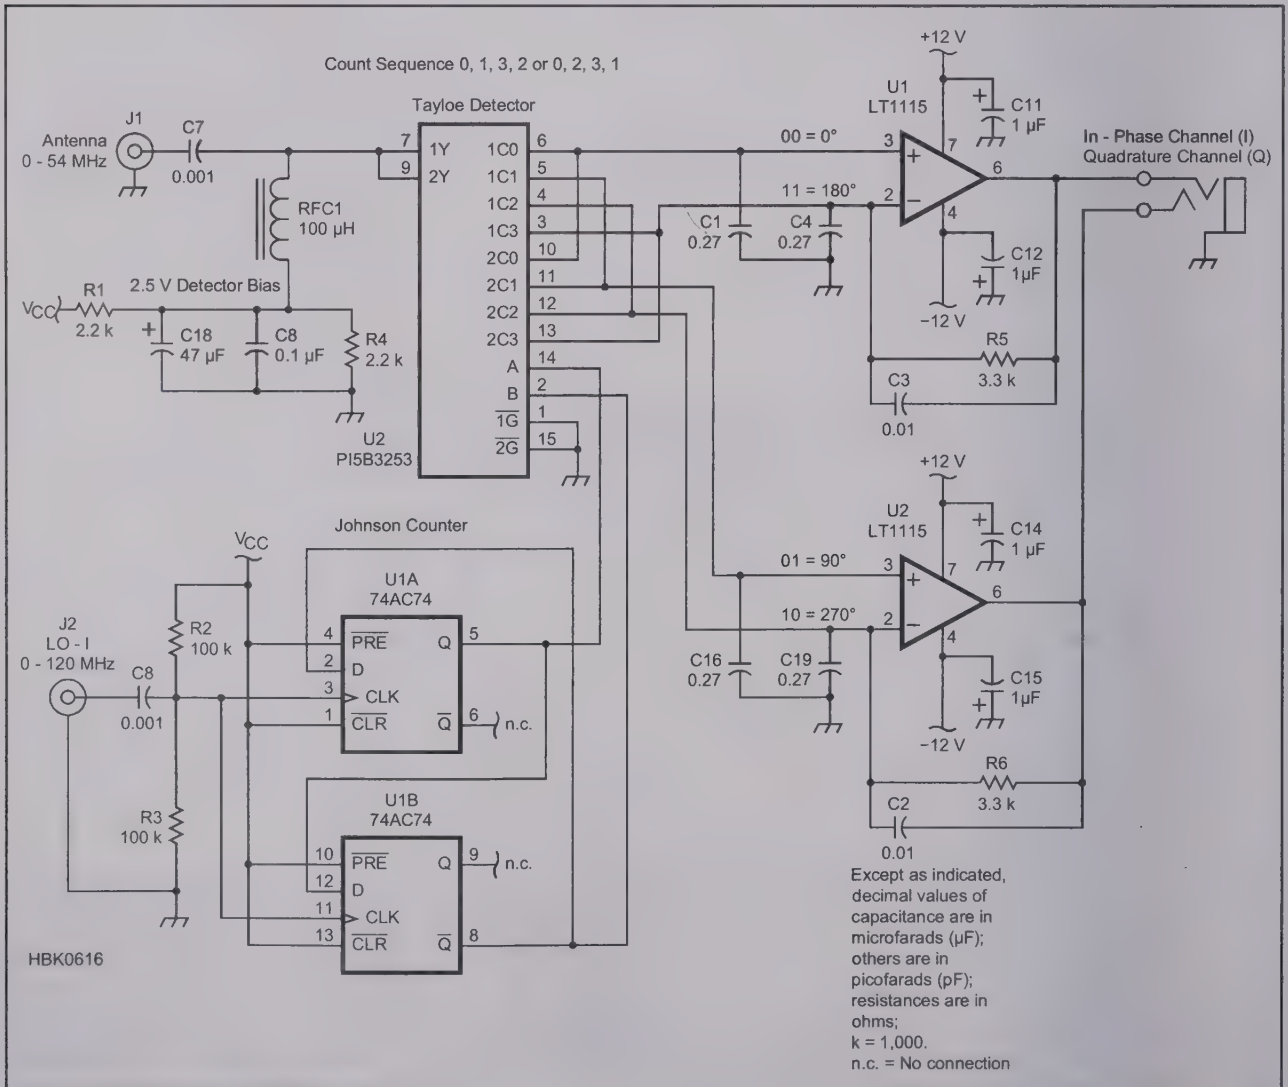 Count Sequence 0, 1, 3, 2 or 0, 2, 3, 1
Tayloe Detector
J1
Antenna
0 - 54 MHz
C7
0.001
7
9
1Y
2Y
1C0
1C1
1C2
1C3
2C0
2C1
2C2
2C3
A
B
1G
2G
6
5
4
3
10
11
12
13
14
2
1
15
RFC1
100 µH
2.5 V Detector Bias
VCC
R1
2.2 k
+
C18
47 µF
C8
0.1 µF
R4
2.2 k
U2
PI5B3253
+12 V
U1
LT1115
+
C11
1 µF
00 = 0°
3
+
7
6
11 = 180°
2
−
4
C1
0.27
C4
0.27
C12
1µF
+
−12 V
In - Phase Channel (I)
Quadrature Channel (Q)
R5
3.3 k
C3
0.01
+12 V
U2
LT1115
+
C14
1 µF
01 = 90°
3
+
7
6
10 = 270°
2
−
4
C16
0.27
C19
0.27
C15
1µF
+
−12 V
R6
3.3 k
C2
0.01
Johnson Counter
VCC
U1A
74AC74
J2
LO - I
0 - 120 MHz
R2
100 k
C8
0.001
R3
100 k
4
PRE
Q
5
2
D
3
CLK
1
CLR
Q
6
n.c.
U1B
74AC74
10
PRE
Q
9
n.c.
12
D
11
CLK
13
CLR
Q
8
HBK0616
Except as indicated,
decimal values of
capacitance are in
microfarads (µF);
others are in
picofarads (pF);
resistances are in
ohms;
k = 1,000.
n.c. = No connection